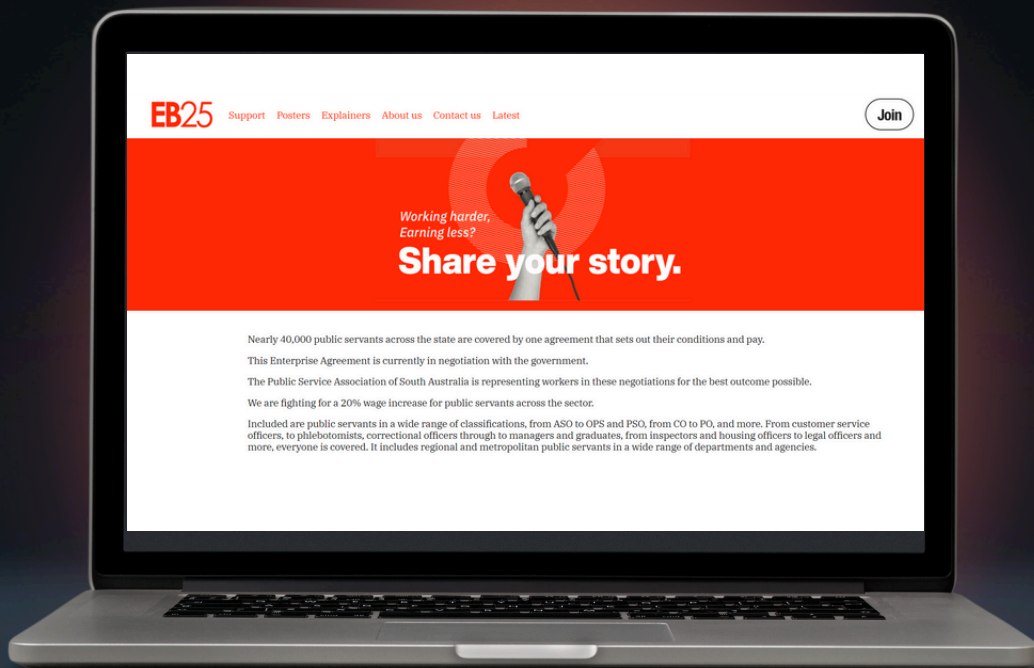 EB25
Support Posters Explainers About us Contact us Latest
Join
Working harder,
Earning less?
Share your story.
Nearly 40,000 public servants across the state are covered by one agreement that sets out their conditions and pay.
This Enterprise Agreement is currently in negotiation with the government.
The Public Service Association of South Australia is representing workers in these negotiations for the best outcome possible.
We are fighting for a 20% wage increase for public servants across the sector.
Included are public servants in a wide range of classifications, from ASO to OPS and PSO, from CO to PO, and more. From customer service
officers, to phlebotomists, correctional officers through to managers and graduates, from inspectors and housing officers to legal officers and
more, everyone is covered. It includes regional and metropolitan public servants in a wide range of departments and agencies.